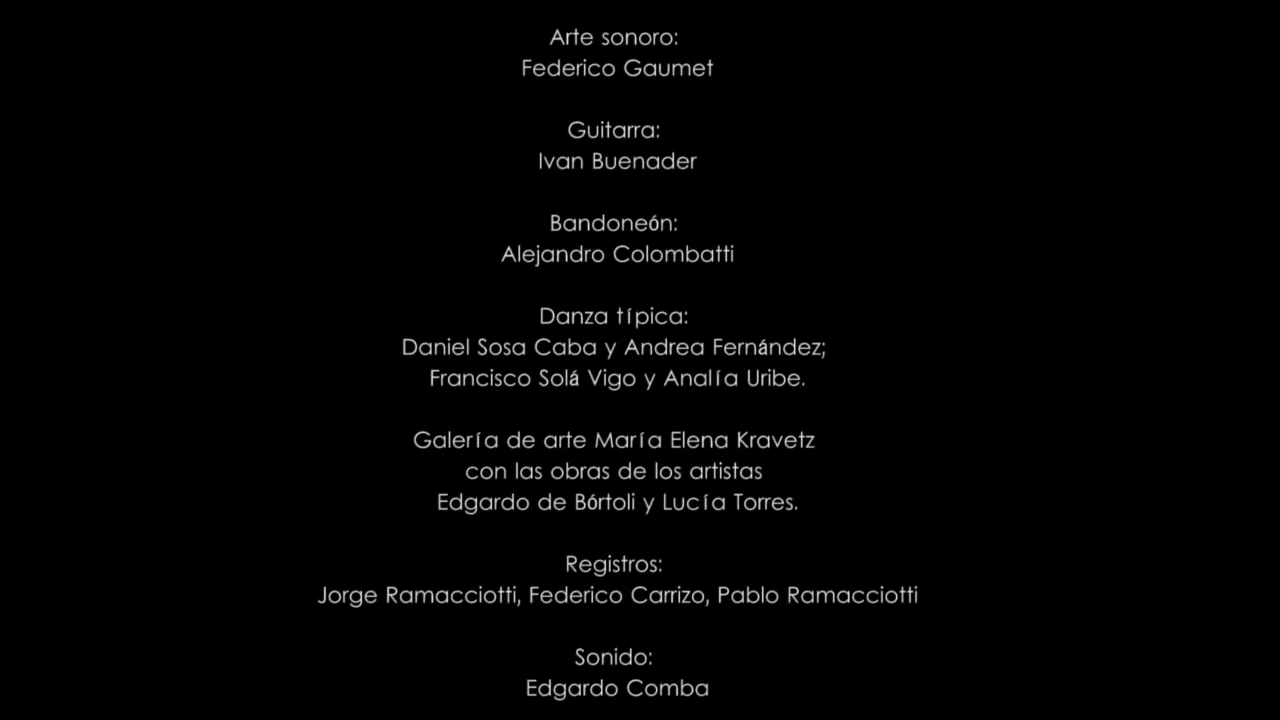 Arte sonoro:
Federico Gaumet
Guitarra:
Ivan Buenader
Bandoneón:
Alejandro Colombatti
Danza típica:
Daniel Sosa Caba y Andrea Fernández;
Francisco Solá Vigo y Analía Uribe.
Galería de arte María Elena Kravetz
con las obras de los artistas
Edgardo de Bórtoli y Lucía Torres.
Registros:
Jorge Ramacciotti, Federico Carrizo, Pablo Ramacciotti
Sonido:
Edgardo Comba